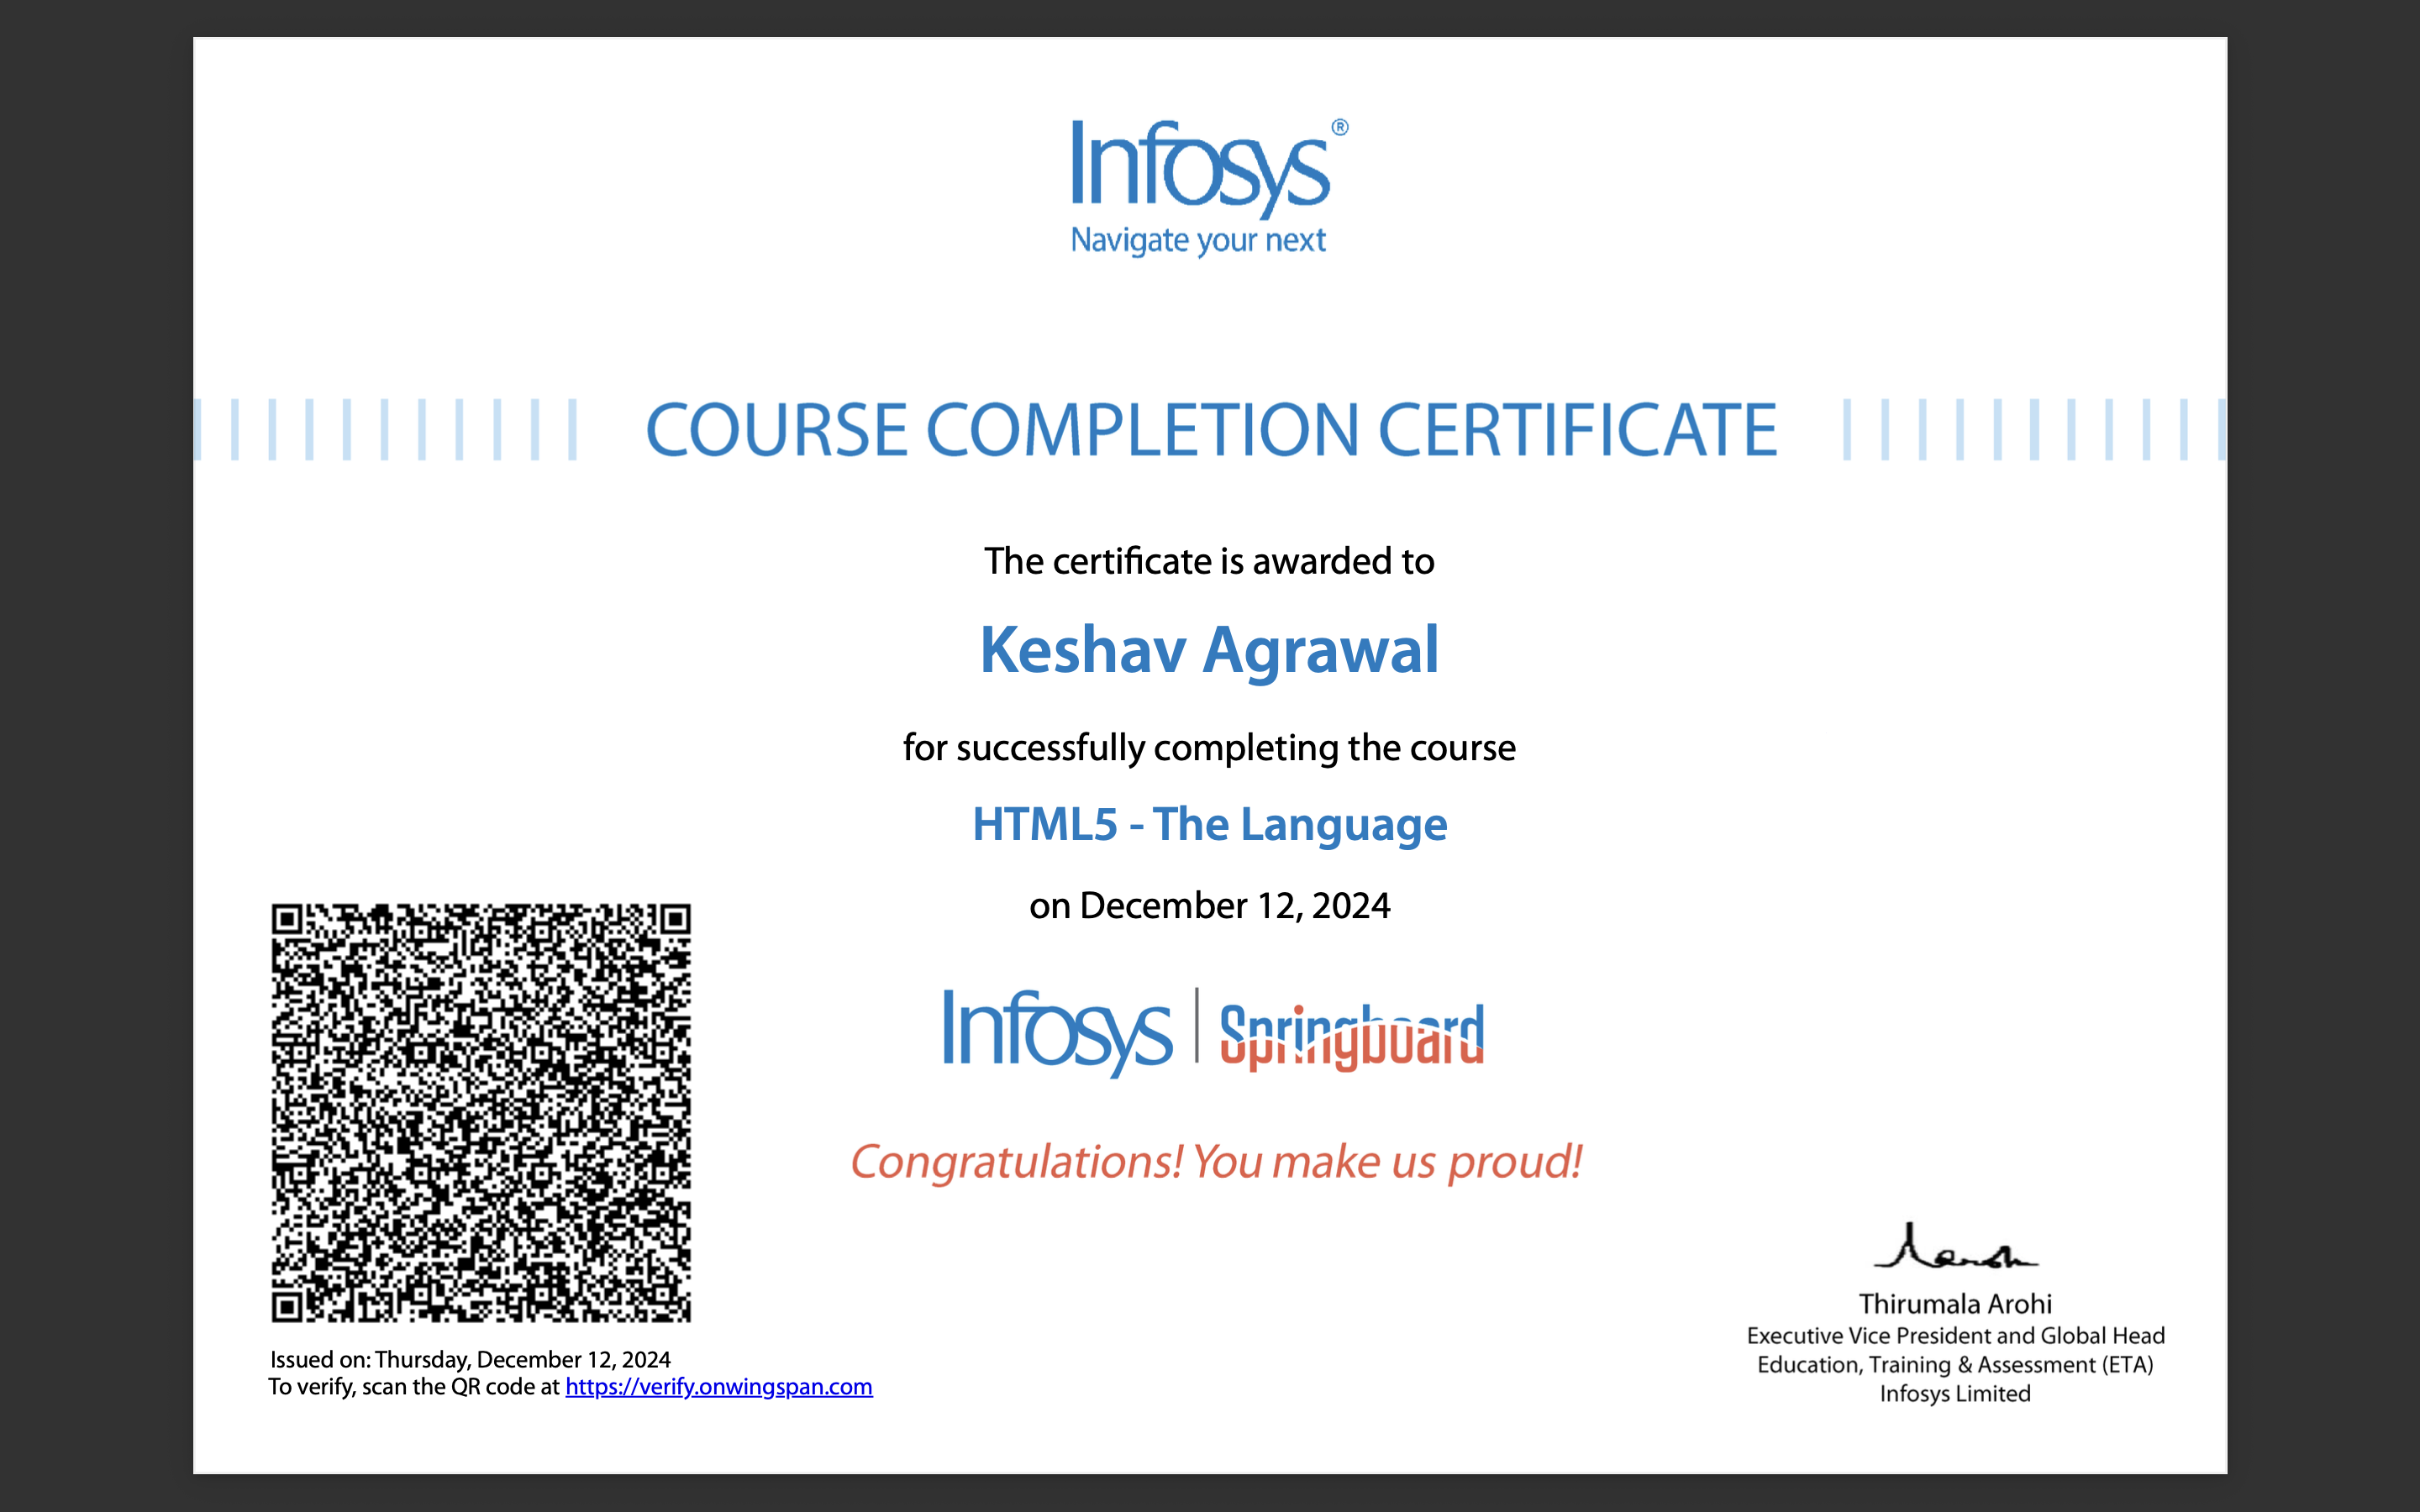 Infosys®
Navigate your next
COURSE COMPLETION CERTIFICATE
The certificate is awarded to
Keshav Agrawal
for successfully completing the course
HTML5 - The Language
on December 12, 2024
Infosys | Springboard
Congratulations! You make us proud!
Issued on: Thursday, December 12, 2024
To verify, scan the QR code at https://verify.onwingspan.com
Thirumala Arohi
Executive Vice President and Global Head
Education, Training & Assessment (ETA)
Infosys Limited